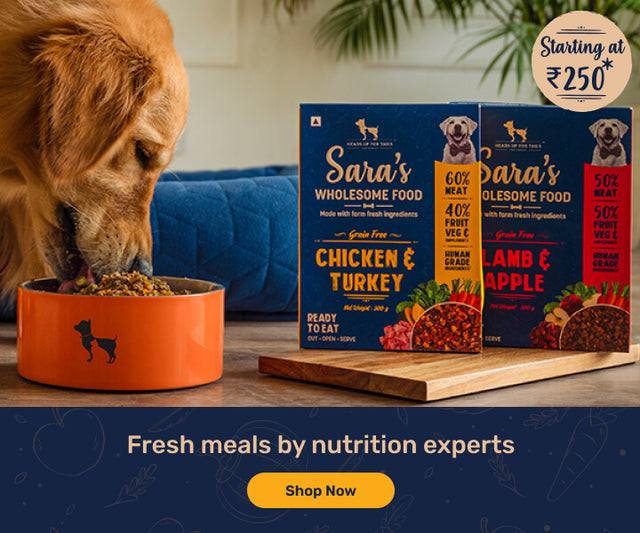 Starting at
₹250*
HEADS UP FOR TAILS
Sara's
WHOLESOME FOOD
Made with farm fresh ingredients
Grain Free
CHICKEN &
TURKEY
Net Weight: 300 g
READY
TO EAT
CUT - OPEN - SERVE
60%
MEAT
40%
FRUIT
VEG &
SUPPLEMENTS
HUMAN
GRADE
INGREDIENTS
HEADS UP FOR TAILS
Sara's
WHOLESOME FOOD
Made with farm fresh ingredients
Grain Free
LAMB &
APPLE
Net Weight: 300 g
SERVE
50%
MEAT
50%
FRUIT
VEG &
SUPPLEMENTS
HUMAN
GRADE
INGREDIENTS
Fresh meals by nutrition experts
Shop Now